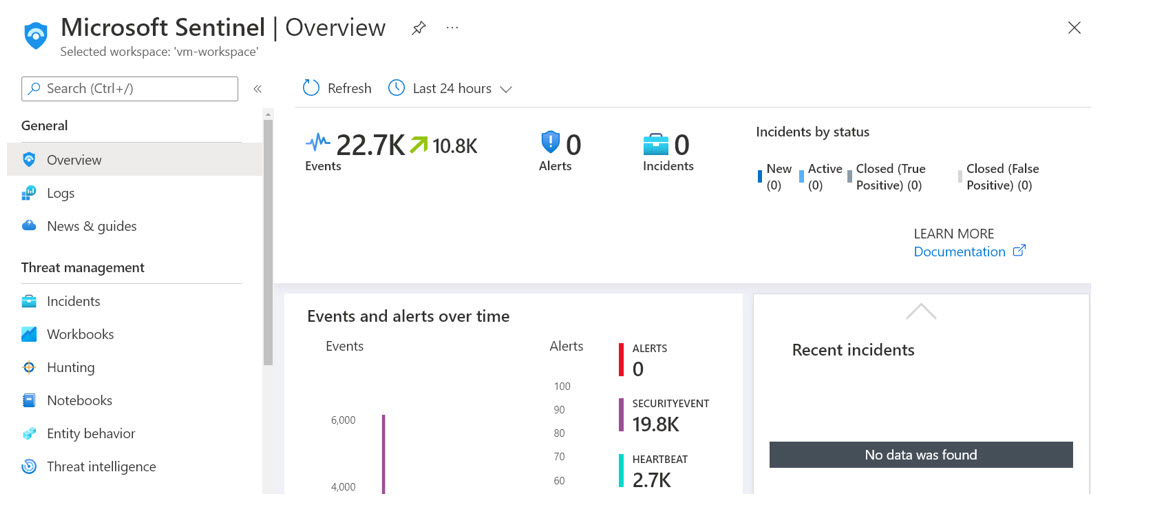 Microsoft Sentinel | Overview
Selected workspace: 'vm-workspace'
Search (Ctrl+/)
General
Overview
Logs
News & guides
Threat management
Incidents
Workbooks
Hunting
Notebooks
Entity behavior
Threat intelligence
Refresh
Last 24 hours
22.7K
10.8K
Events
0
Alerts
0
Incidents
Incidents by status
New
(0)
Active
(0)
Closed (True
Positive) (0)
Closed (False
Positive) (0)
LEARN MORE
Documentation
Events and alerts over time
Events
Alerts
6,000
4,000
100
90
80
70
60
ALERTS
0
SECURITYEVENT
19.8K
HEARTBEAT
2.7K
Recent incidents
No data was found